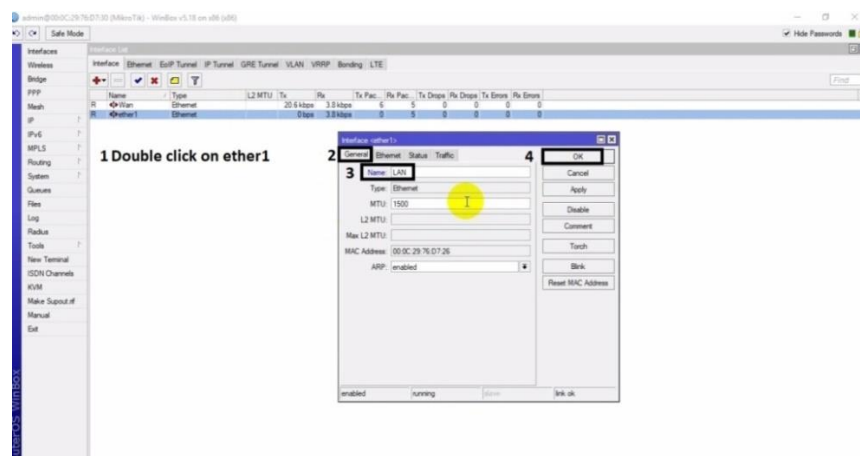 admin@00:0C:29:76:D7:30 (MikroTik) - WinBox v5.18 on x86 (x86)
Safe Mode
Hide Passwords
Interfaces
Wireless
Bridge
PPP
Mesh
IP
IPv6
MPLS
Routing
System
Queues
Files
Log
Radius
Tools
New Terminal
ISDN Channels
KVM
Make Supout.rif
Manual
Exit
Interface List
Interface Ethernet EoIP Tunnel IP Tunnel GRE Tunnel VLAN VRRP Bonding LTE
Find
Name Type L2 MTU Tx Rx Tx Pac... Rx Pac... Tx Drops Rx Drops Tx Errors Rx Errors
R Wan Ethernet 20.6 kbps 3.8 kbps 6 5 0 0 0 0
R ether1 Ethernet 0 bps 3.8 kbps 0 5 0 0 0 0
1 Double click on ether1
Interface <ether1>
2 General Ethernet Status Traffic
3 Name: LAN
Type: Ethernet
MTU: 1500
L2 MTU:
Max L2 MTU:
MAC Address: 00:0C:29:76:D7:26
ARP: enabled
4 OK
Cancel
Apply
Disable
Comment
Torch
Blink
Reset MAC Address
enabled running slave link ok
uterOS WinBox